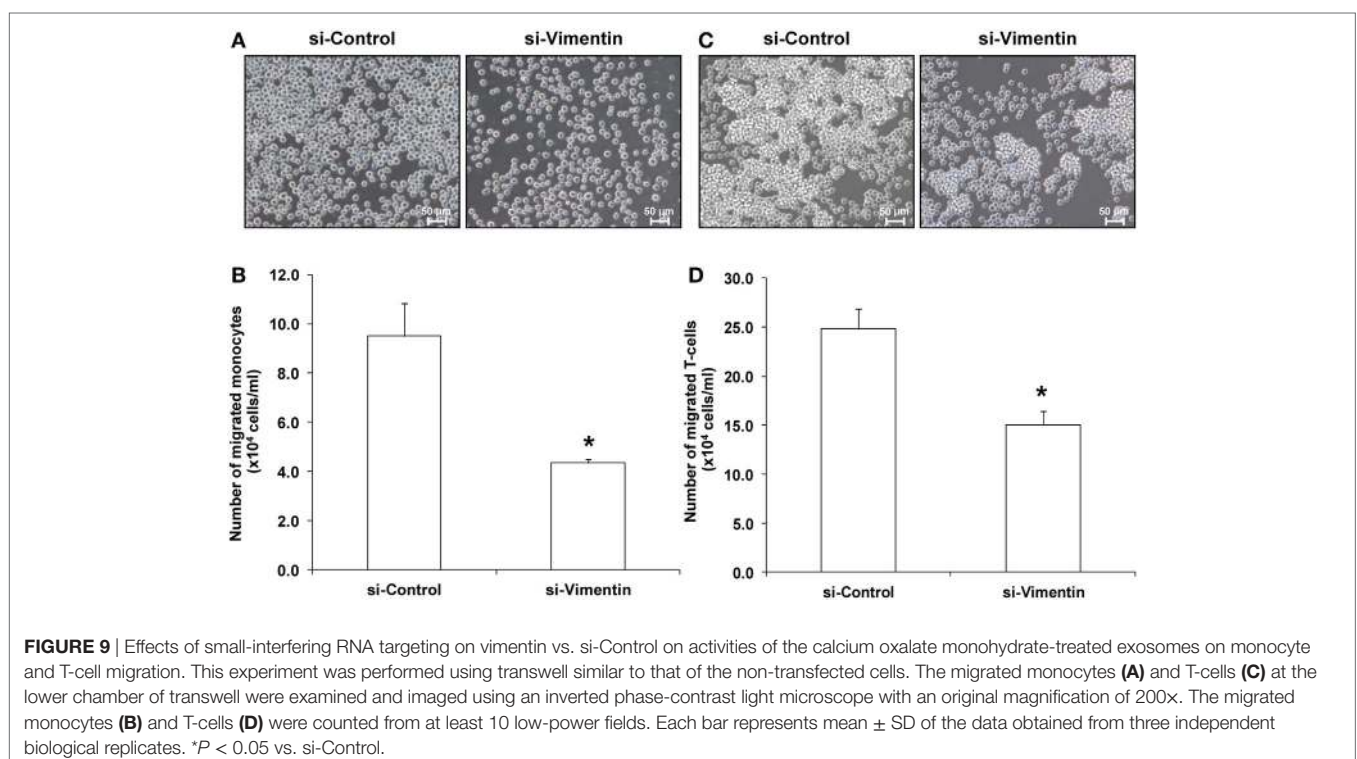 A
si-Control
si-Vimentin
C
si-Control
si-Vimentin
50 µm
50 µm
50 µm
50 µm
B
Number of migrated monocytes
(x10⁴ cells/ml)
12.0
10.0
8.0
6.0
4.0
2.0
0.0
*
si-Control
si-Vimentin
D
Number of migrated T-cells
(x10⁴ cells/ml)
30.0
25.0
20.0
15.0
10.0
5.0
0.0
*
si-Control
si-Vimentin
FIGURE 9 | Effects of small-interfering RNA targeting on vimentin vs. si-Control on activities of the calcium oxalate monohydrate-treated exosomes on monocyte
and T-cell migration. This experiment was performed using transwell similar to that of the non-transfected cells. The migrated monocytes (A) and T-cells (C) at the
lower chamber of transwell were examined and imaged using an inverted phase-contrast light microscope with an original magnification of 200×. The migrated
monocytes (B) and T-cells (D) were counted from at least 10 low-power fields. Each bar represents mean ± SD of the data obtained from three independent
biological replicates. *P < 0.05 vs. si-Control.